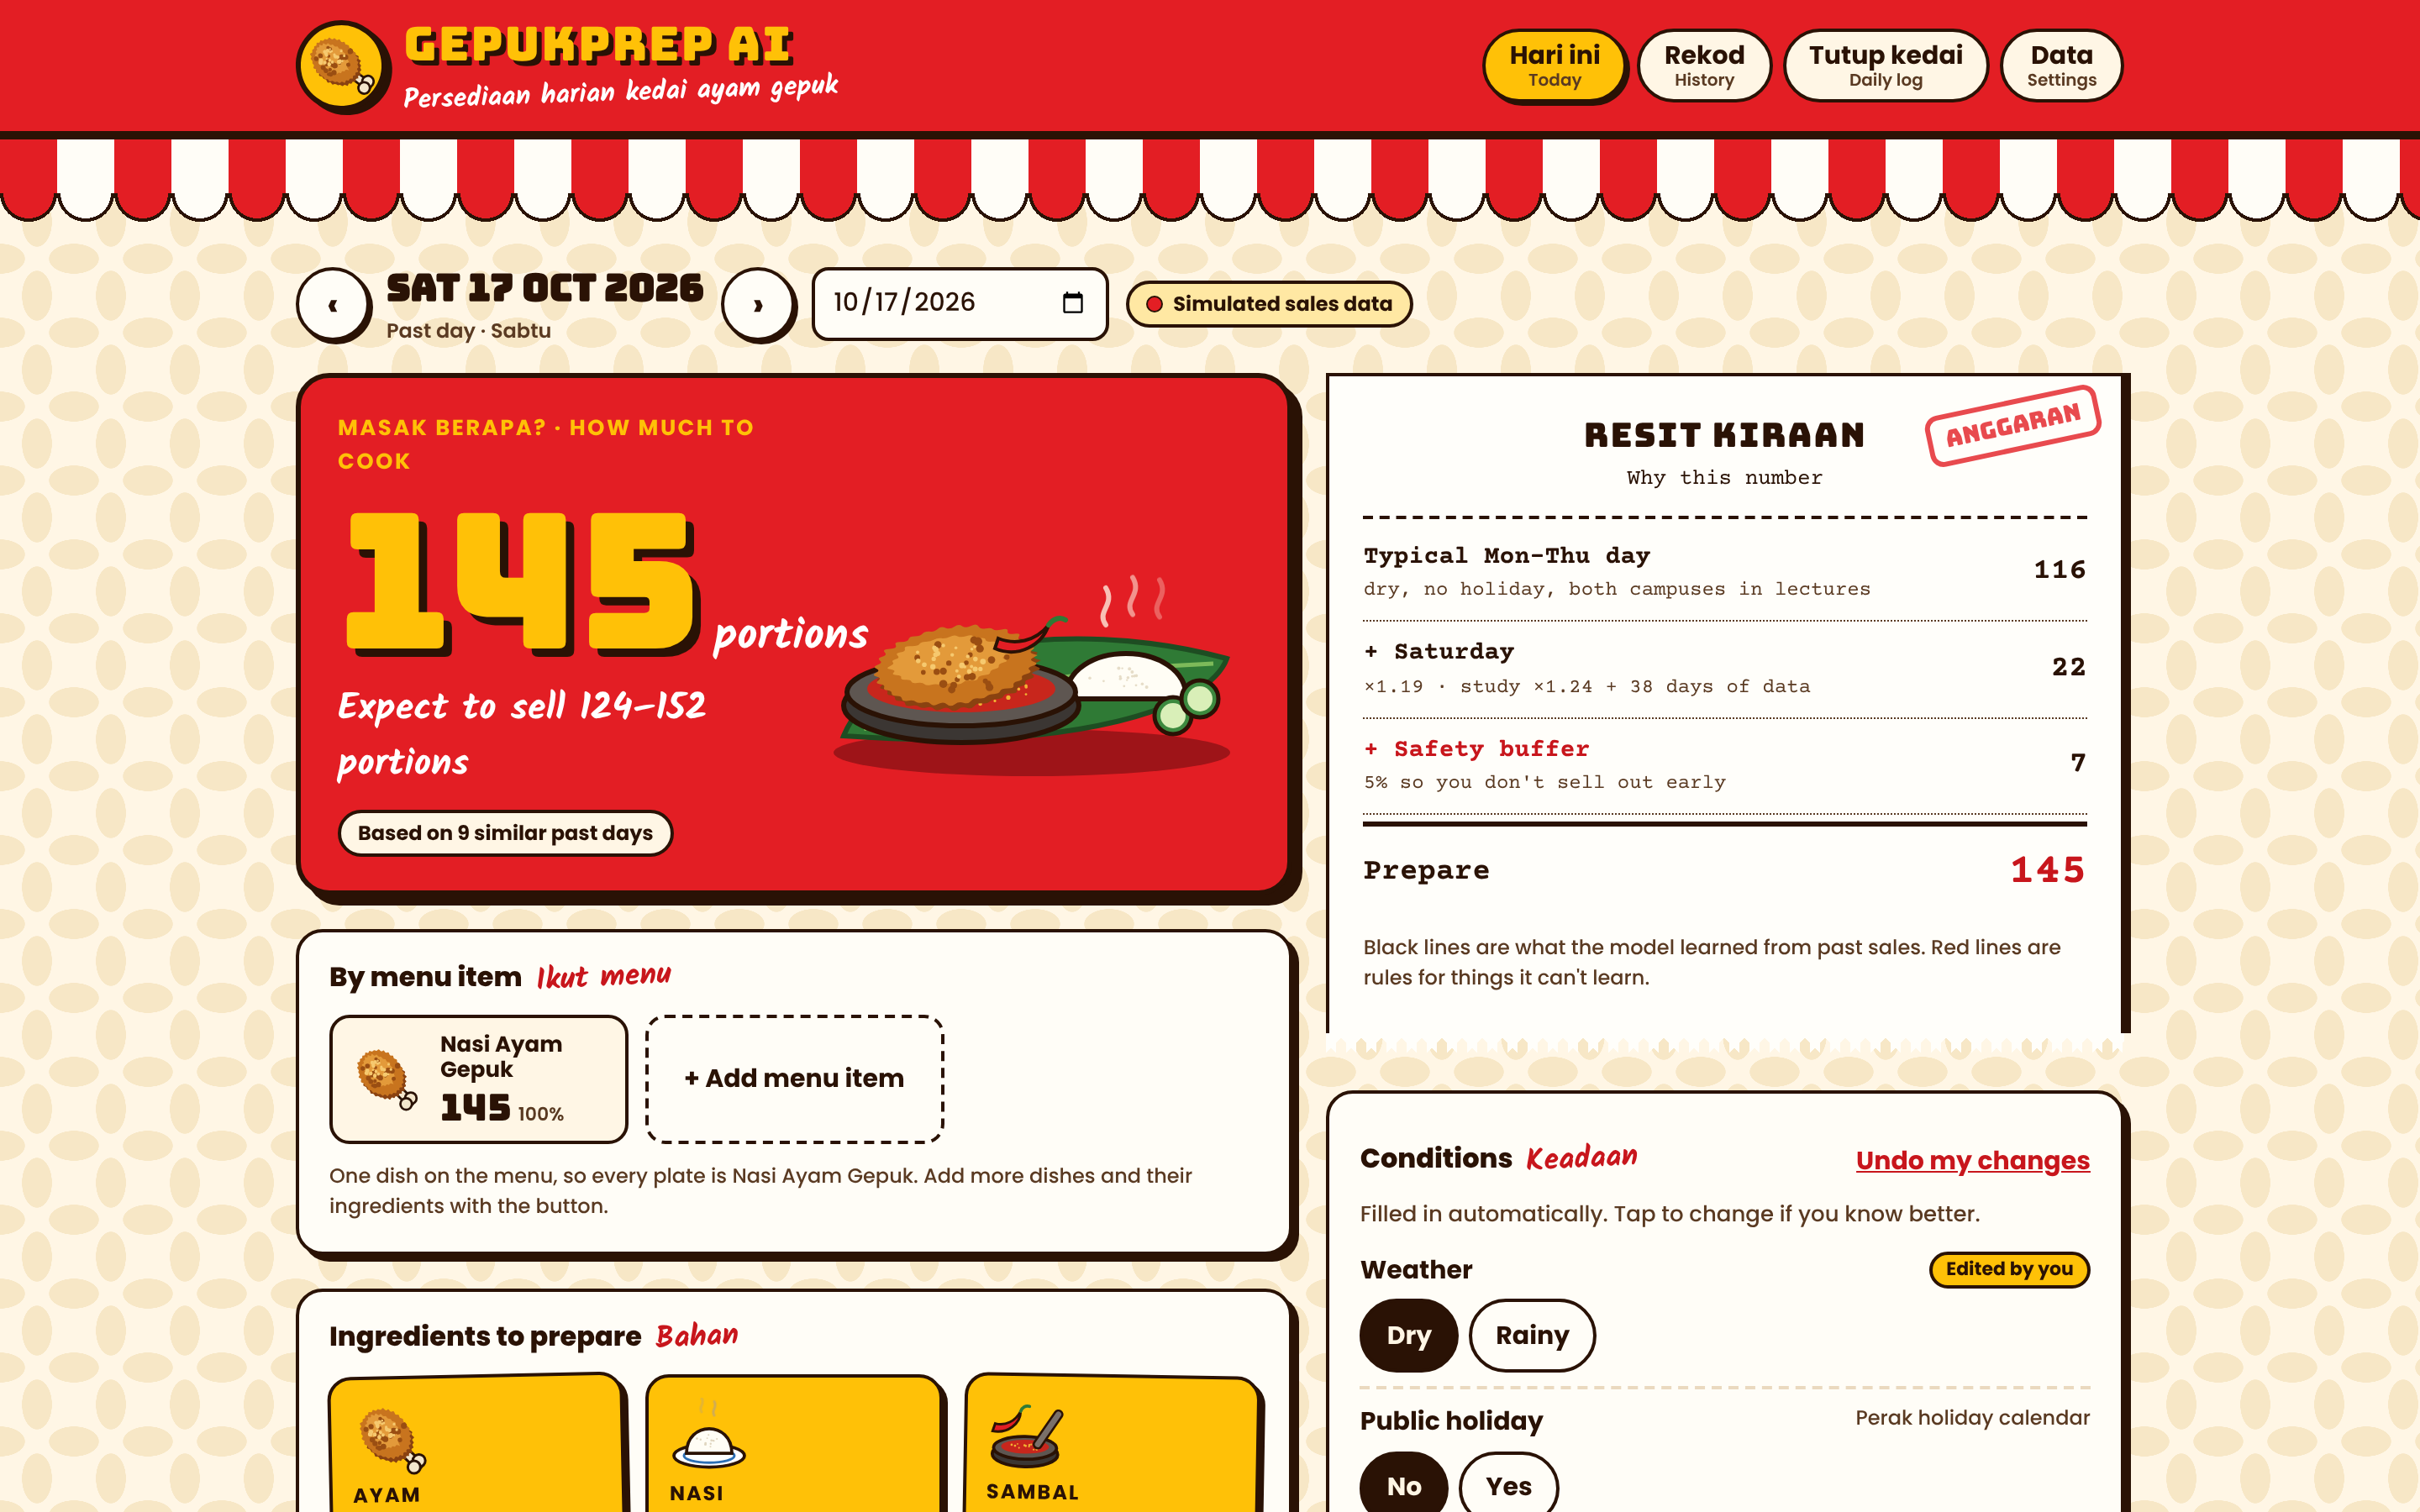 GEPUKPREP AI
Persediaan harian kedai ayam gepuk
Hari ini
Today
Rekod
History
Tutup kedai
Daily log
Data
Settings
‹
SAT 17 OCT 2026
Past day · Sabtu
›
10/17/2026
Simulated sales data
MASAK BERAPA? · HOW MUCH TO
COOK
145 portions
Expect to sell 124–152
portions
Based on 9 similar past days
By menu item Ikut menu
Nasi Ayam
Gepuk
145 100%
+ Add menu item
One dish on the menu, so every plate is Nasi Ayam Gepuk. Add more dishes and their
ingredients with the button.
Ingredients to prepare Bahan
AYAM
NASI
SAMBAL
RESIT KIRAAN
ANGGARAN
Why this number
Typical Mon–Thu day
116
dry, no holiday, both campuses in lectures
+ Saturday
22
×1.19 · study ×1.24 + 38 days of data
+ Safety buffer
7
5% so you don't sell out early
Prepare 145
Black lines are what the model learned from past sales. Red lines are
rules for things it can't learn.
Conditions Keadaan
Undo my changes
Filled in automatically. Tap to change if you know better.
Weather
Edited by you
Dry
Rainy
Public holiday
Perak holiday calendar
No
Yes